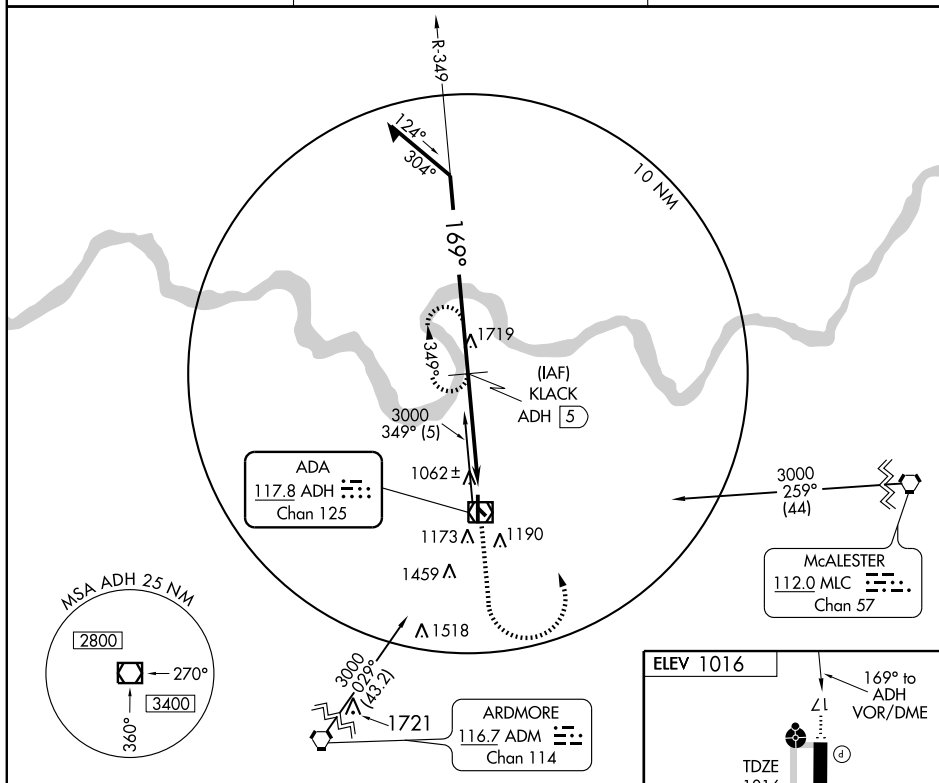 R-349
124°
304°
10 NM
169°
1719
349°
(IAF)
KLACK
ADH 5
3000
349° (5)
ADA
117.8 ADH
Chan 125
1062±
3000
259°
(44)
1173
1190
McALESTER
112.0 MLC
Chan 57
1459
MSA ADH 25 NM
2800
270°
3400
360°
1518
3000
029°
(43.2)
1721
ARDMORE
116.7 ADM
Chan 114
ELEV 1016
169° to
ADH
VOR/DME
17
P
TDZE
1016